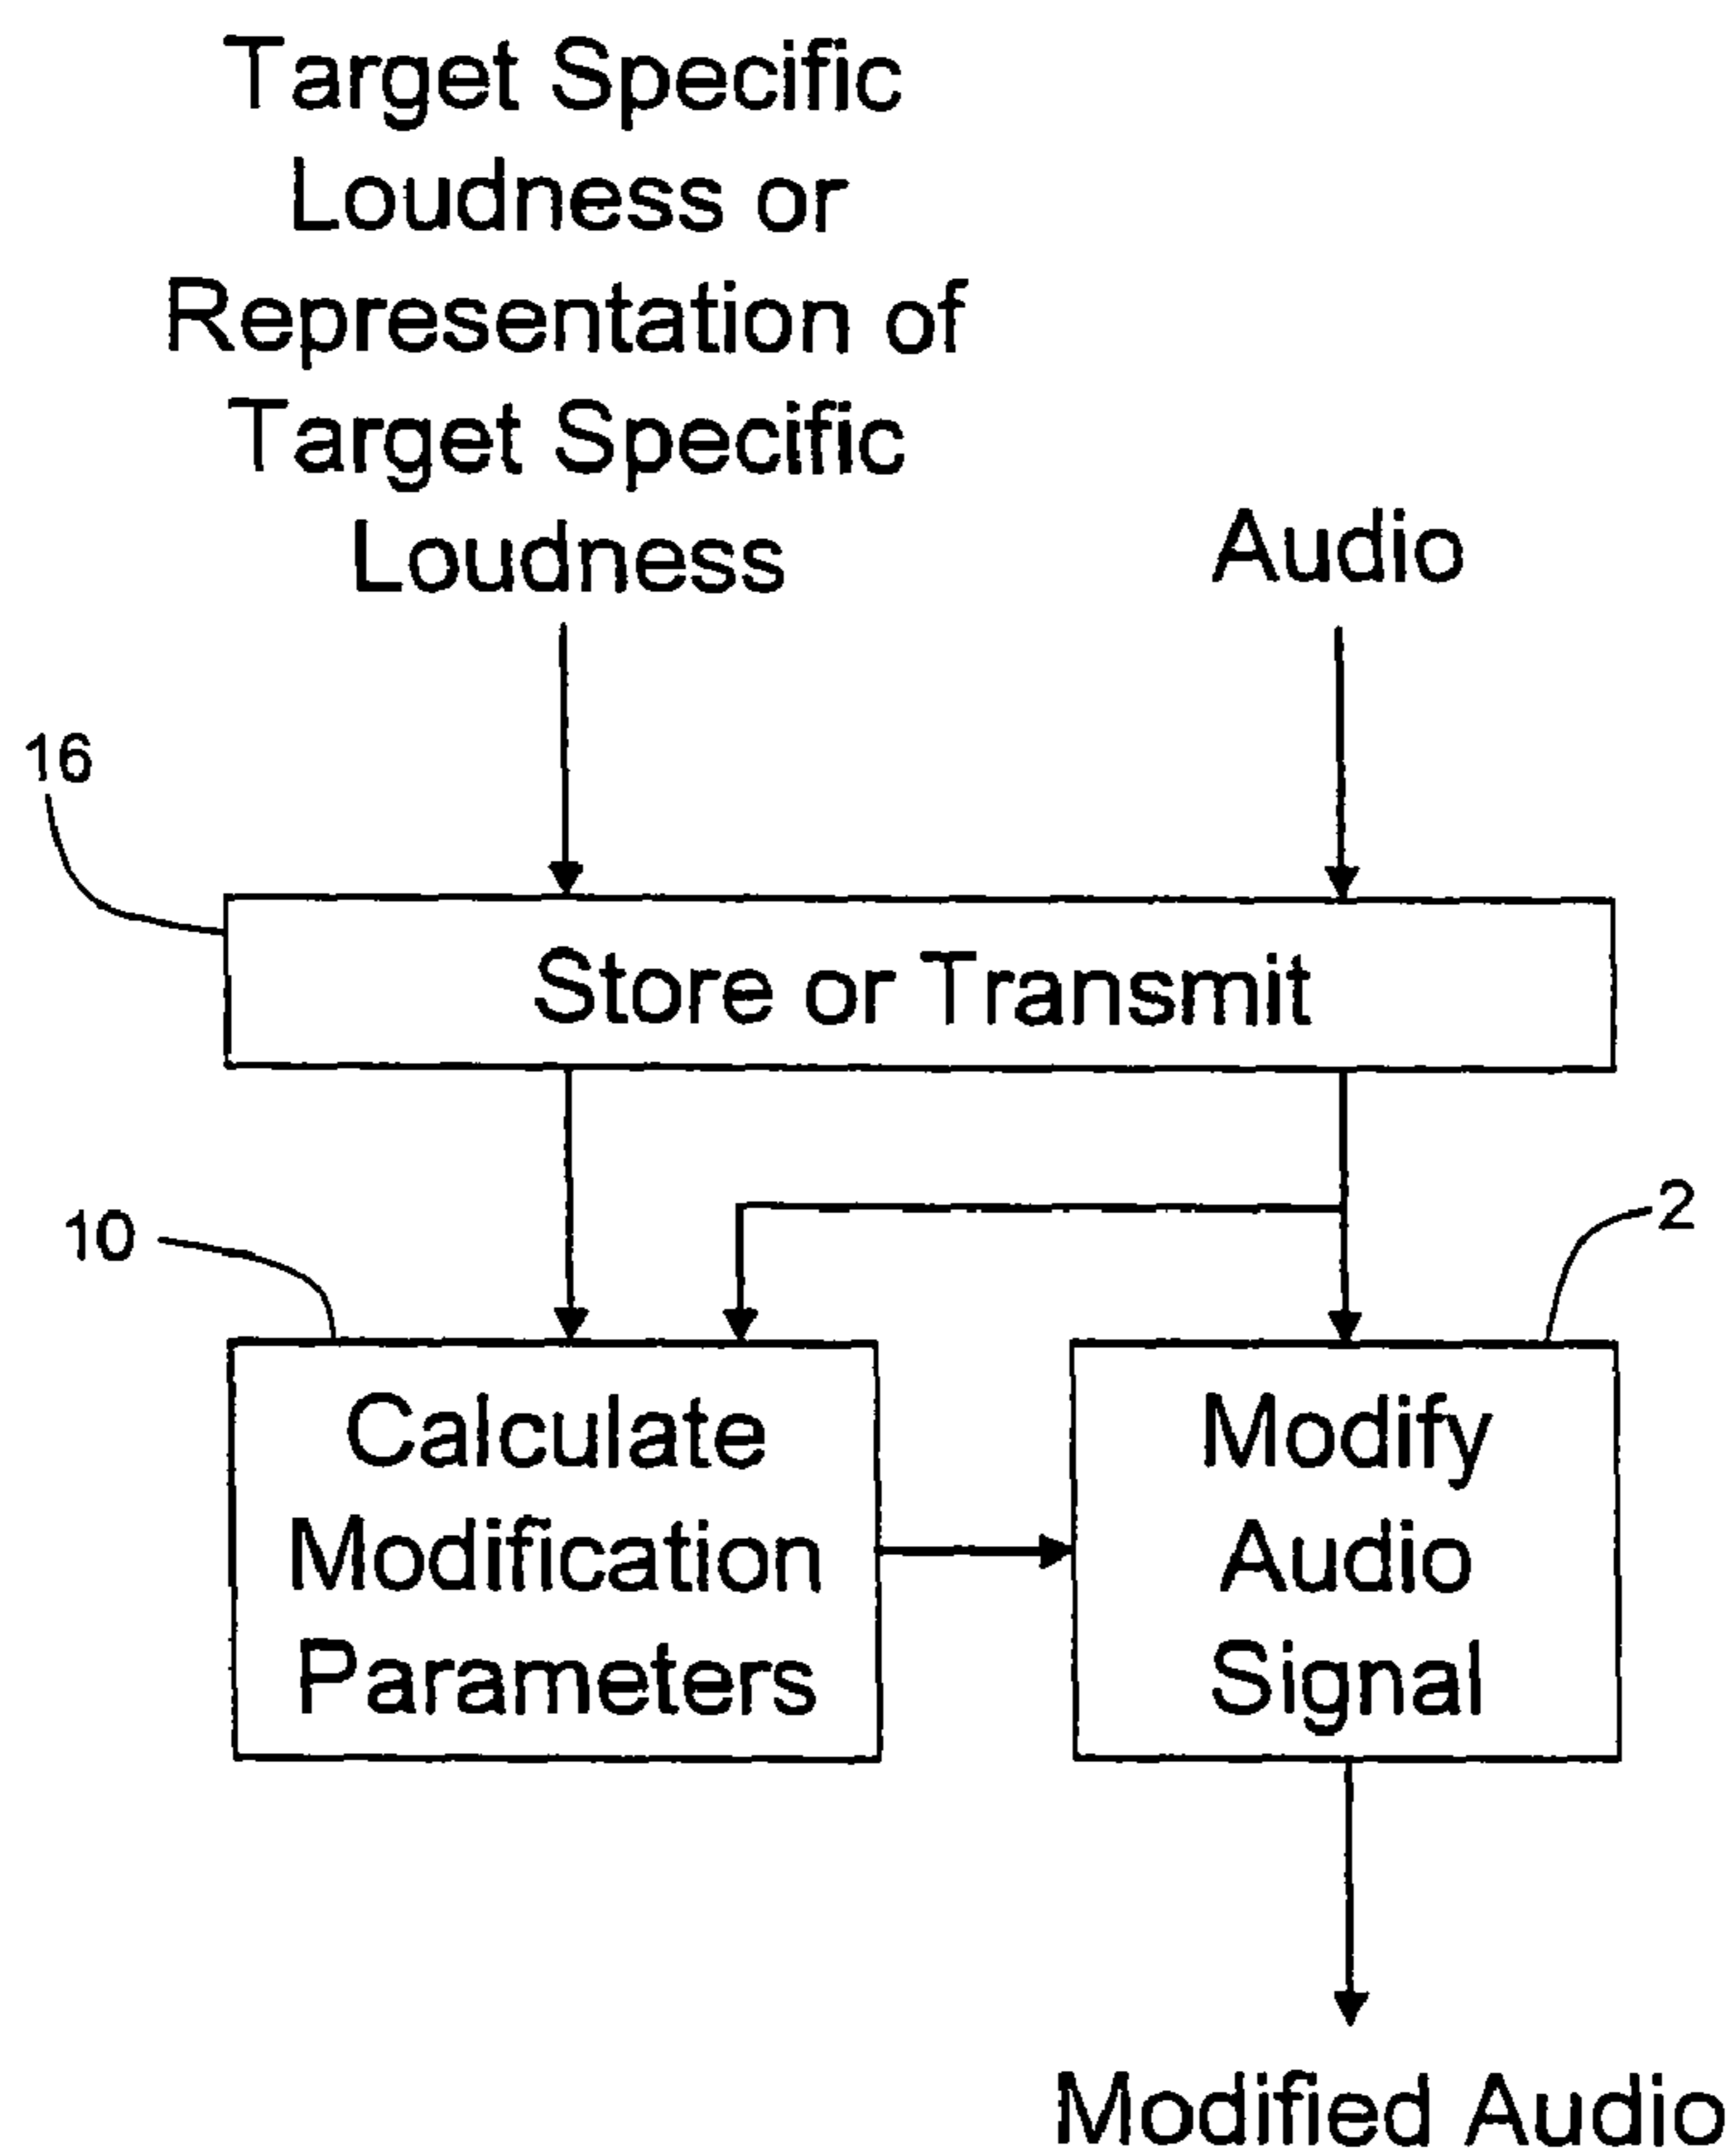 Target Specific
Loudness or
Representation of
Target Specific
Loudness
Audio
16
Store or Transmit
10
2
Calculate
Modification
Parameters
Modify
Audio
Signal
Modified Audio